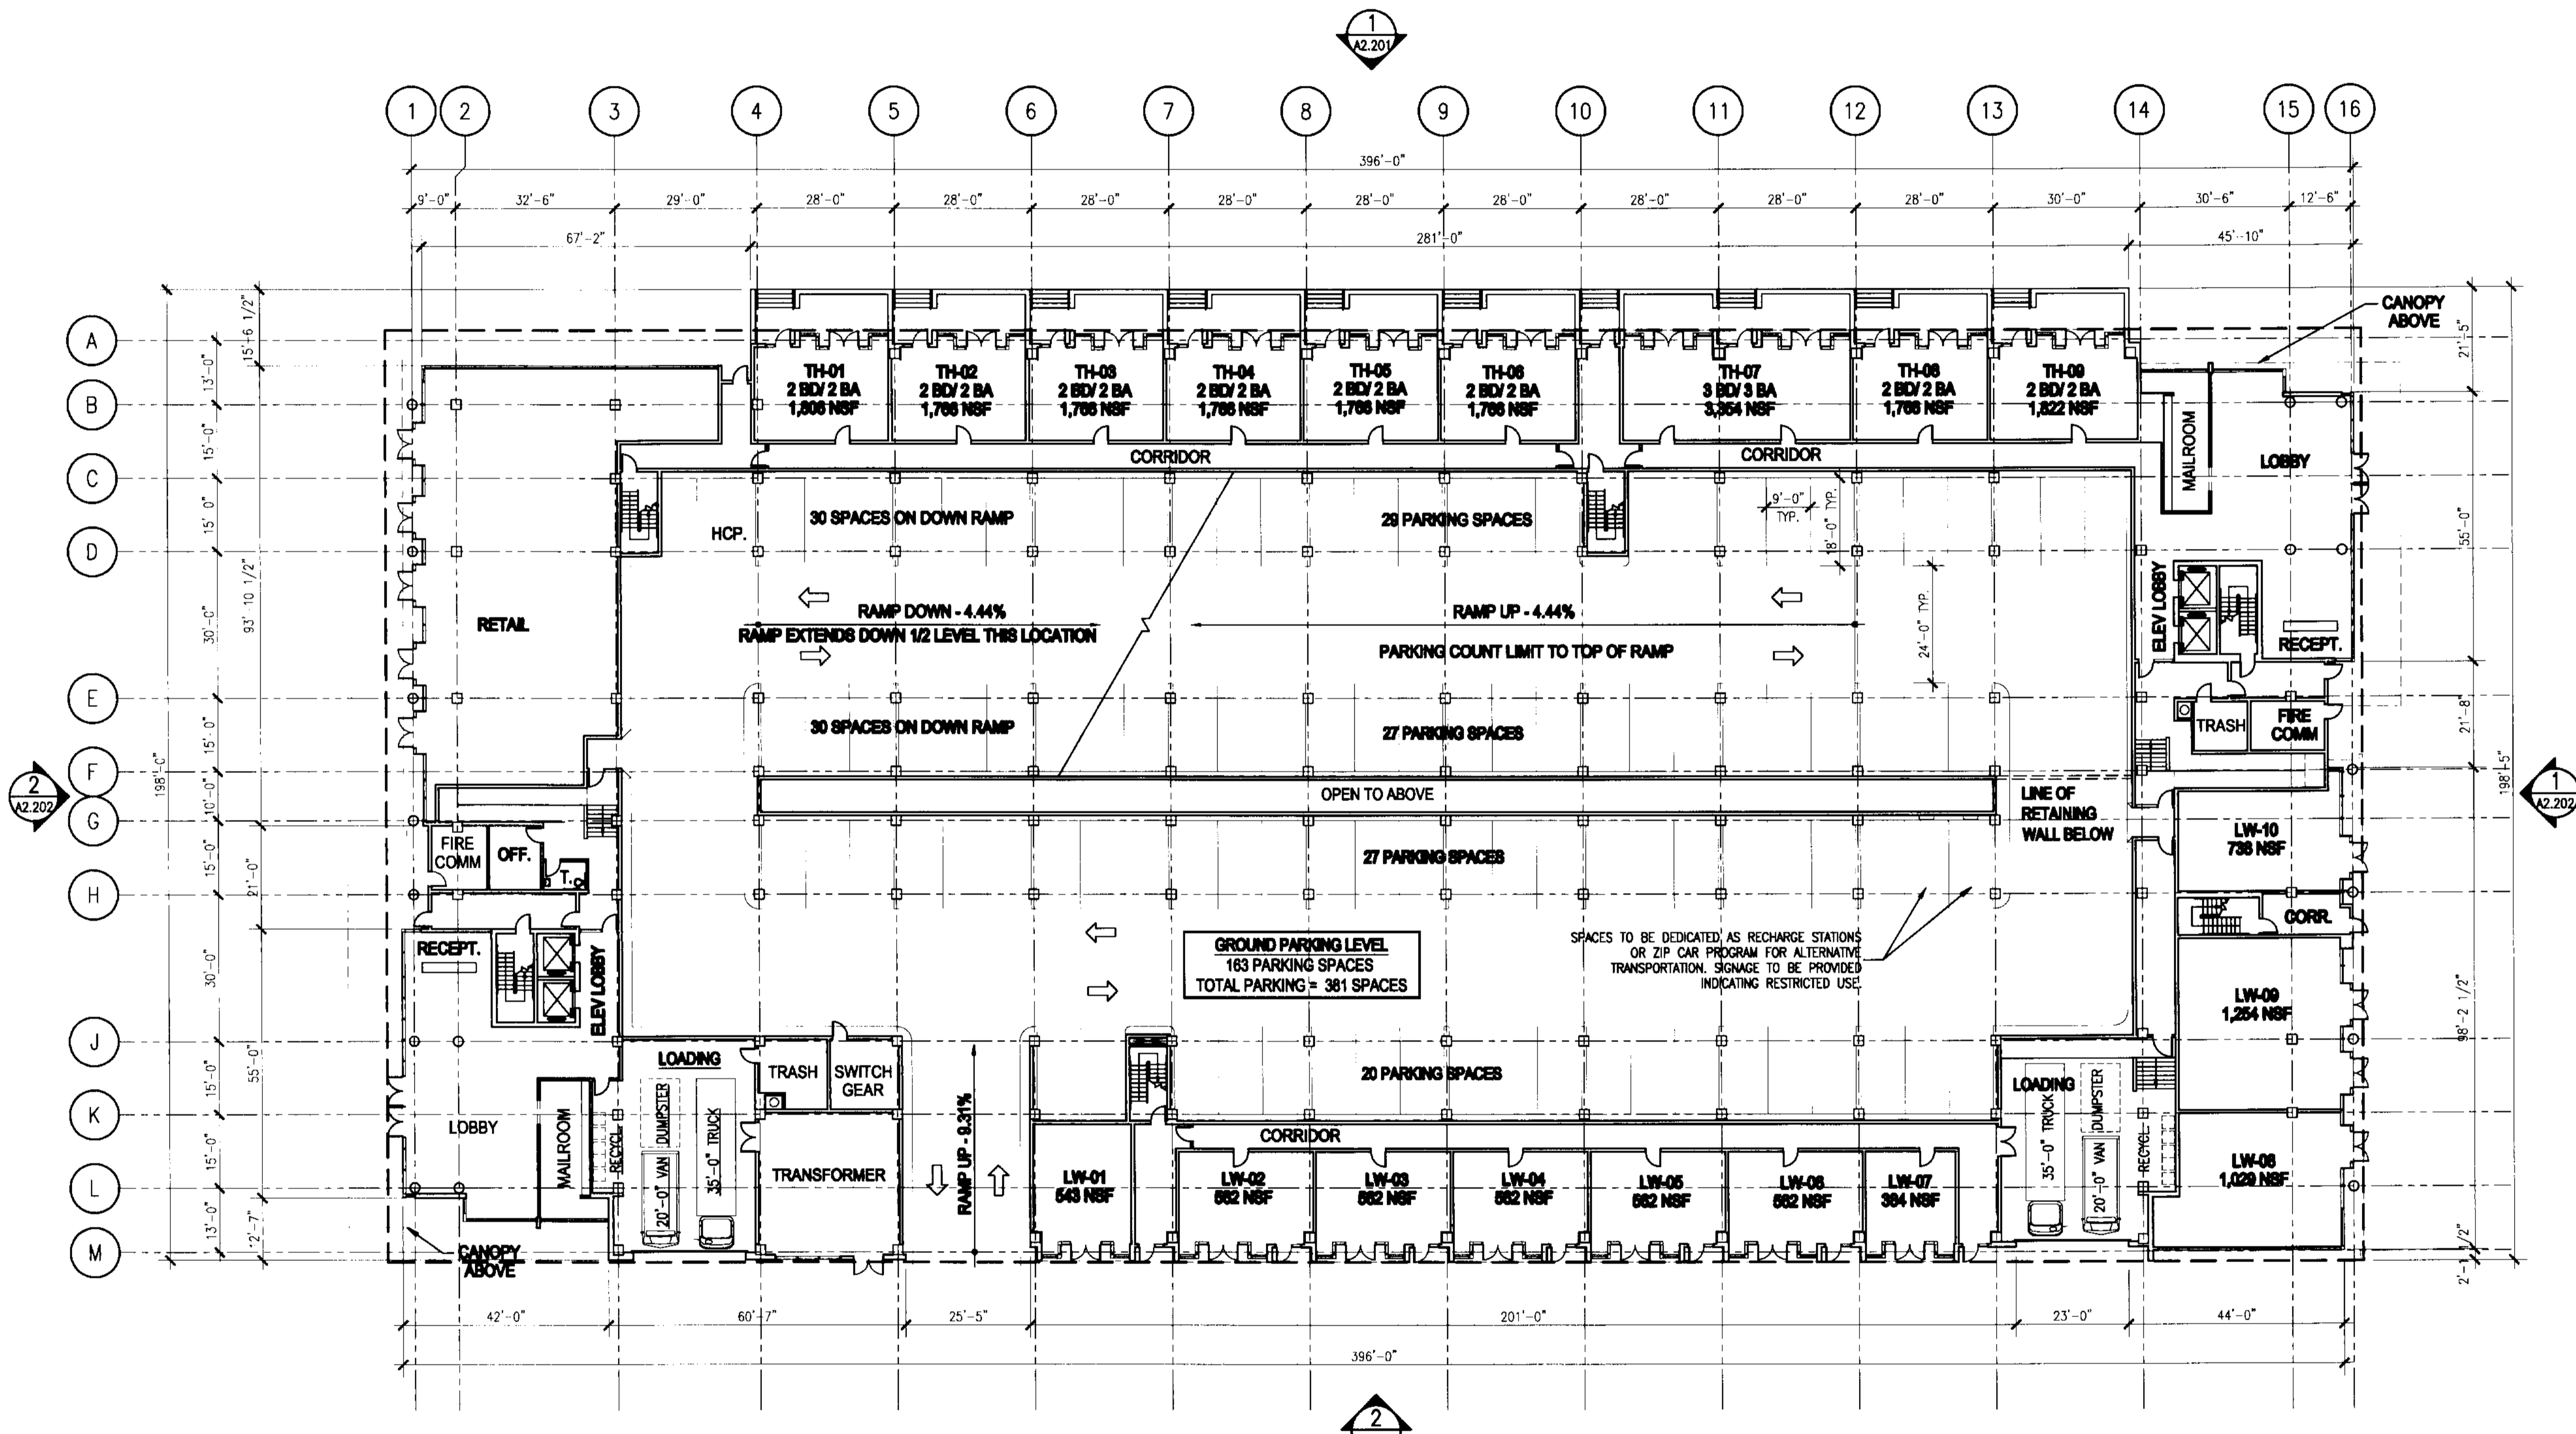 1
A2.201
1 2 3 4 5 6 7 8 9 10 11 12 13 14 15 16
396'-0"
9'-0" 32'-6" 29'-0" 28'-0" 28'-0" 28'-0" 28'-0" 28'-0" 28'-0" 28'-0" 28'-0" 28'-0" 30'-0" 30'-6" 12'-6"
67'-2" 281'-0" 45'-10"
CANOPY
ABOVE
A
B
C
D
E
F
G
H
J
K
L
M
198'-0"
13'-0"
15'-0"
15'-0"
30'-0"
15'-0"
10'-0"
15'-0"
30'-0"
15'-0"
15'-0"
13'-0"
15'-6 1/2"
93'-10 1/2"
21'-0"
55'-0"
12'-7"
2
A2.202
TH-01
2 BD/ 2 BA
1,806 NSF
TH-02
2 BD/ 2 BA
1,766 NSF
TH-03
2 BD/ 2 BA
1,766 NSF
TH-04
2 BD/ 2 BA
1,766 NSF
TH-05
2 BD/ 2 BA
1,766 NSF
TH-06
2 BD/ 2 BA
1,766 NSF
TH-07
3 BD/ 3 BA
3,354 NSF
TH-08
2 BD/ 2 BA
1,766 NSF
TH-09
2 BD/ 2 BA
1,822 NSF
CORRIDOR
CORRIDOR
MAILROOM
LOBBY
HCP.
30 SPACES ON DOWN RAMP
29 PARKING SPACES
9'-0"
TYP.
18'-0" TYP.
RETAIL
RAMP DOWN - 4.44%
RAMP EXTENDS DOWN 1/2 LEVEL THIS LOCATION
RAMP UP - 4.44%
PARKING COUNT LIMIT TO TOP OF RAMP
24'-0" TYP.
ELEV LOBBY
RECEPT.
30 SPACES ON DOWN RAMP
27 PARKING SPACES
TRASH
FIRE
COMM
OPEN TO ABOVE
LINE OF
RETAINING
WALL BELOW
FIRE
COMM
OFF.
T.
27 PARKING SPACES
LW-10
736 NSF
CORR.
RECEPT.
ELEV LOBBY
GROUND PARKING LEVEL
163 PARKING SPACES
TOTAL PARKING = 381 SPACES
SPACES TO BE DEDICATED AS RECHARGE STATIONS
OR ZIP CAR PROGRAM FOR ALTERNATIVE
TRANSPORTATION. SIGNAGE TO BE PROVIDED
INDICATING RESTRICTED USE.
LW-09
1,254 NSF
LOADING
TRASH
SWITCH
GEAR
20 PARKING SPACES
LOADING
LOBBY
MAILROOM
RECYCL
DUMPSTER
20'-0" VAN
35'-0" TRUCK
TRANSFORMER
RAMP UP - 9.31%
CORRIDOR
LW-01
543 NSF
LW-02
562 NSF
LW-03
562 NSF
LW-04
562 NSF
LW-05
562 NSF
LW-06
562 NSF
LW-07
384 NSF
35'-0" TRUCK
DUMPSTER
20'-0" VAN
RECYCL
LW-08
1,029 NSF
CANOPY
ABOVE
21'-5"
55'-0"
21'-8"
98'-2 1/2"
2'-1 1/2"
198'-5"
1
A2.202
42'-0" 60'-7" 25'-5" 201'-0" 23'-0" 44'-0"
396'-0"
2